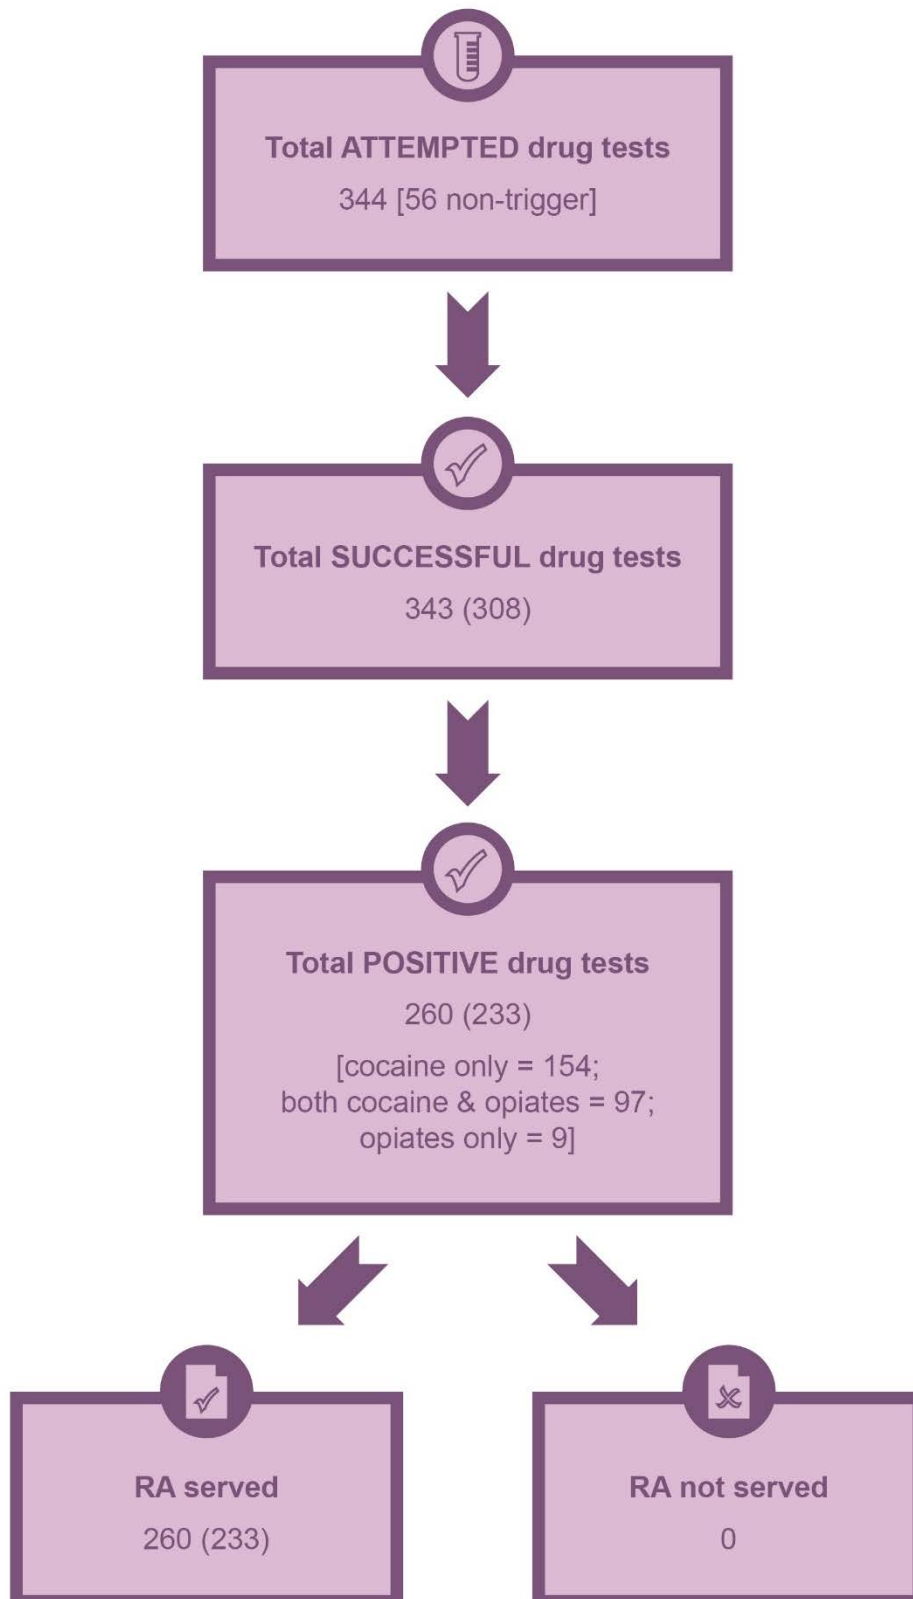 Total ATTEMPTED drug tests
344 [56 non-trigger]
Total SUCCESSFUL drug tests
343 (308)
Total POSITIVE drug tests
260 (233)
[cocaine only = 154;
both cocaine & opiates = 97;
opiates only = 9]
RA served
260 (233)
RA not served
0